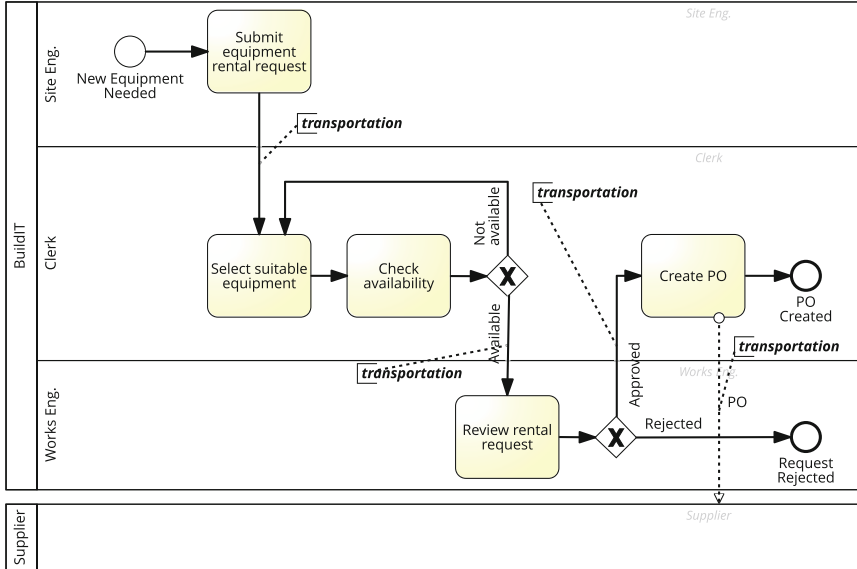 BuildIT
Site Eng.
Site Eng.
New Equipment
Needed
Submit
equipment
rental request
transportation
Clerk
Clerk
transportation
Select suitable
equipment
Check
availability
Not
available
Available
transportation
Create PO
PO
Created
transportation
Works Eng.
Works Eng.
Review rental
request
Approved
Rejected
PO
Request
Rejected
Supplier
Supplier